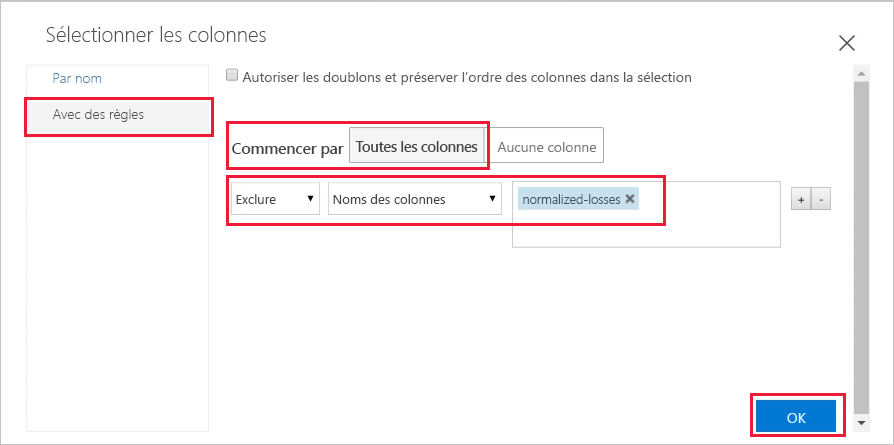 Sélectionner les colonnes
Par nom
Avec des règles
Autoriser les doublons et préserver l’ordre des colonnes dans la sélection
Commencer par Toutes les colonnes Aucune colonne
Exclure Noms des colonnes normalized-losses + -
OK